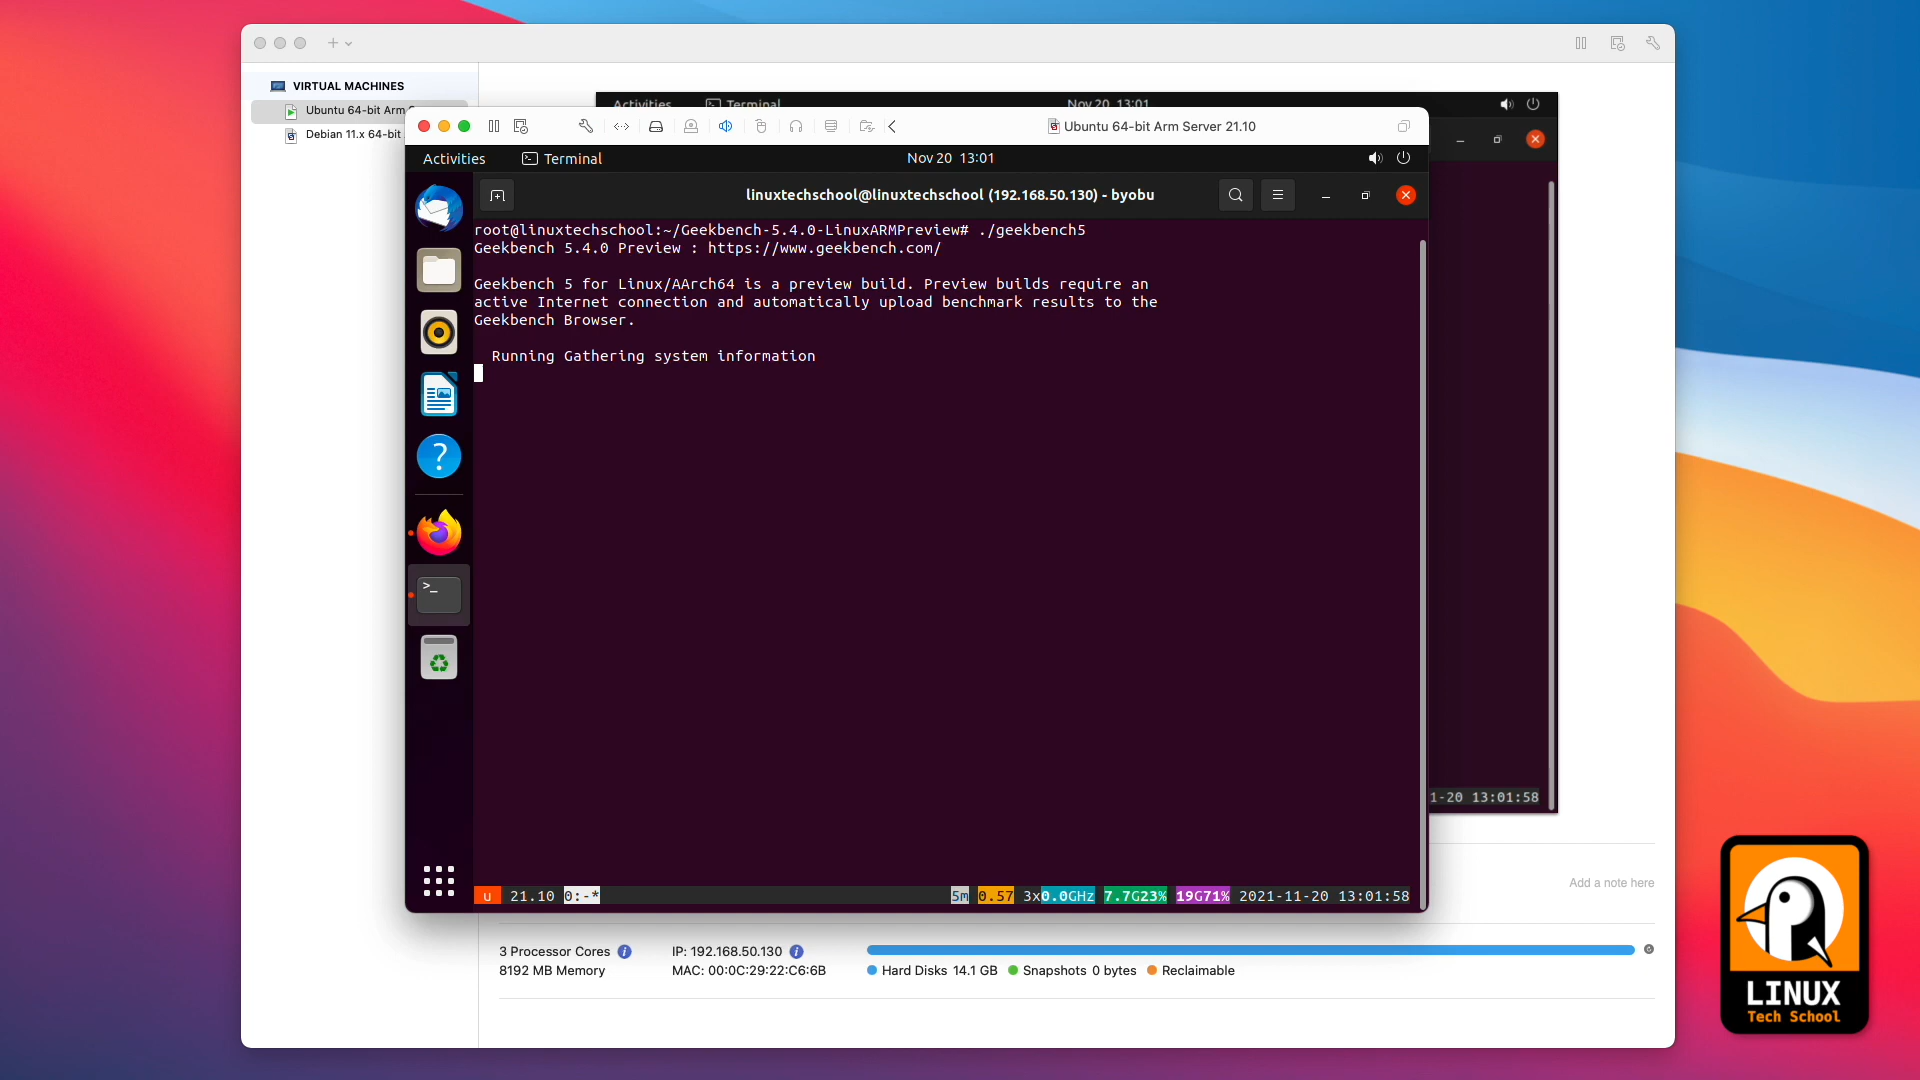 VIRTUAL MACHINES
Ubuntu 64-bit Arm S
Debian 11.x 64-bit
Activities
Terminal
Nov 20 13:01
Ubuntu 64-bit Arm Server 21.10
Activities
Terminal
Nov 20 13:01
linuxtechschool@linuxtechschool (192.168.50.130) - byobu
root@linuxtechschool:~/Geekbench-5.4.0-LinuxARMPreview# ./geekbench5
Geekbench 5.4.0 Preview : https://www.geekbench.com/
Geekbench 5 for Linux/AArch64 is a preview build. Preview builds require an
active Internet connection and automatically upload benchmark results to the
Geekbench Browser.
Running Gathering system information
1-20 13:01:58
u 21.10 0:-* 5m 0.57 3x0.0GHz 7.7G23% 19G71% 2021-11-20 13:01:58
Add a note here
3 Processor Cores
IP: 192.168.50.130
8192 MB Memory
MAC: 00:0C:29:22:C6:6B
Hard Disks 14.1 GB
Snapshots 0 bytes
Reclaimable
LINUX
Tech School